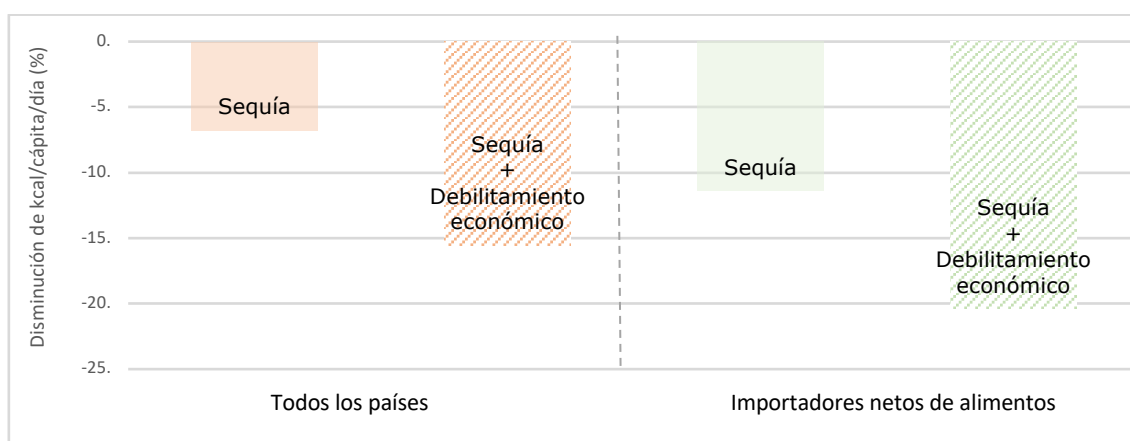 Disminución de kcal/cápita/día (%)
0.
-5.
-10.
-15.
-20.
-25.
Sequía
Sequía
+
Debilitamiento
económico
Sequía
Sequía
+
Debilitamiento
económico
Todos los países
Importadores netos de alimentos